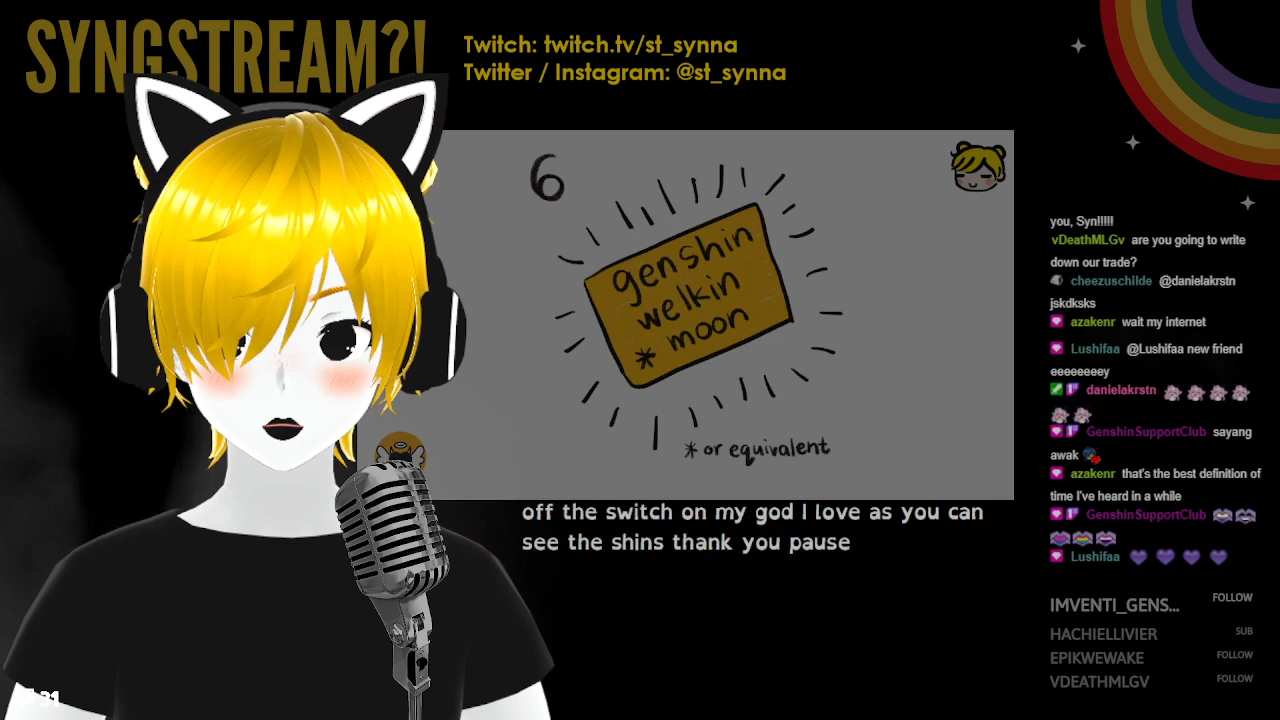 SYNGSTREAM?!
Twitch: twitch.tv/st_synna
Twitter / Instagram: @st_synna
6
genshin
welkin
* moon
* or equivalent
off the switch on my god I love as you can
see the shins thank you pause
you, Syn!!!!!
vDeathMLGv are you going to write
down our trade?
cheezuschilde @danielakrstn
jskdksks
azakenr wait my internet
Lushifaa @Lushifaa new friend
eeeeeeeey
danielakrstn
GenshinSupportClub sayang
awak
azakenr that's the best definition of
time I've heard in a while
GenshinSupportClub
Lushifaa
IMVENTI_GENS... FOLLOW
HACHIELLIVIER SUB
EPIKWEWAKE FOLLOW
VDEATHMLGV FOLLOW
31